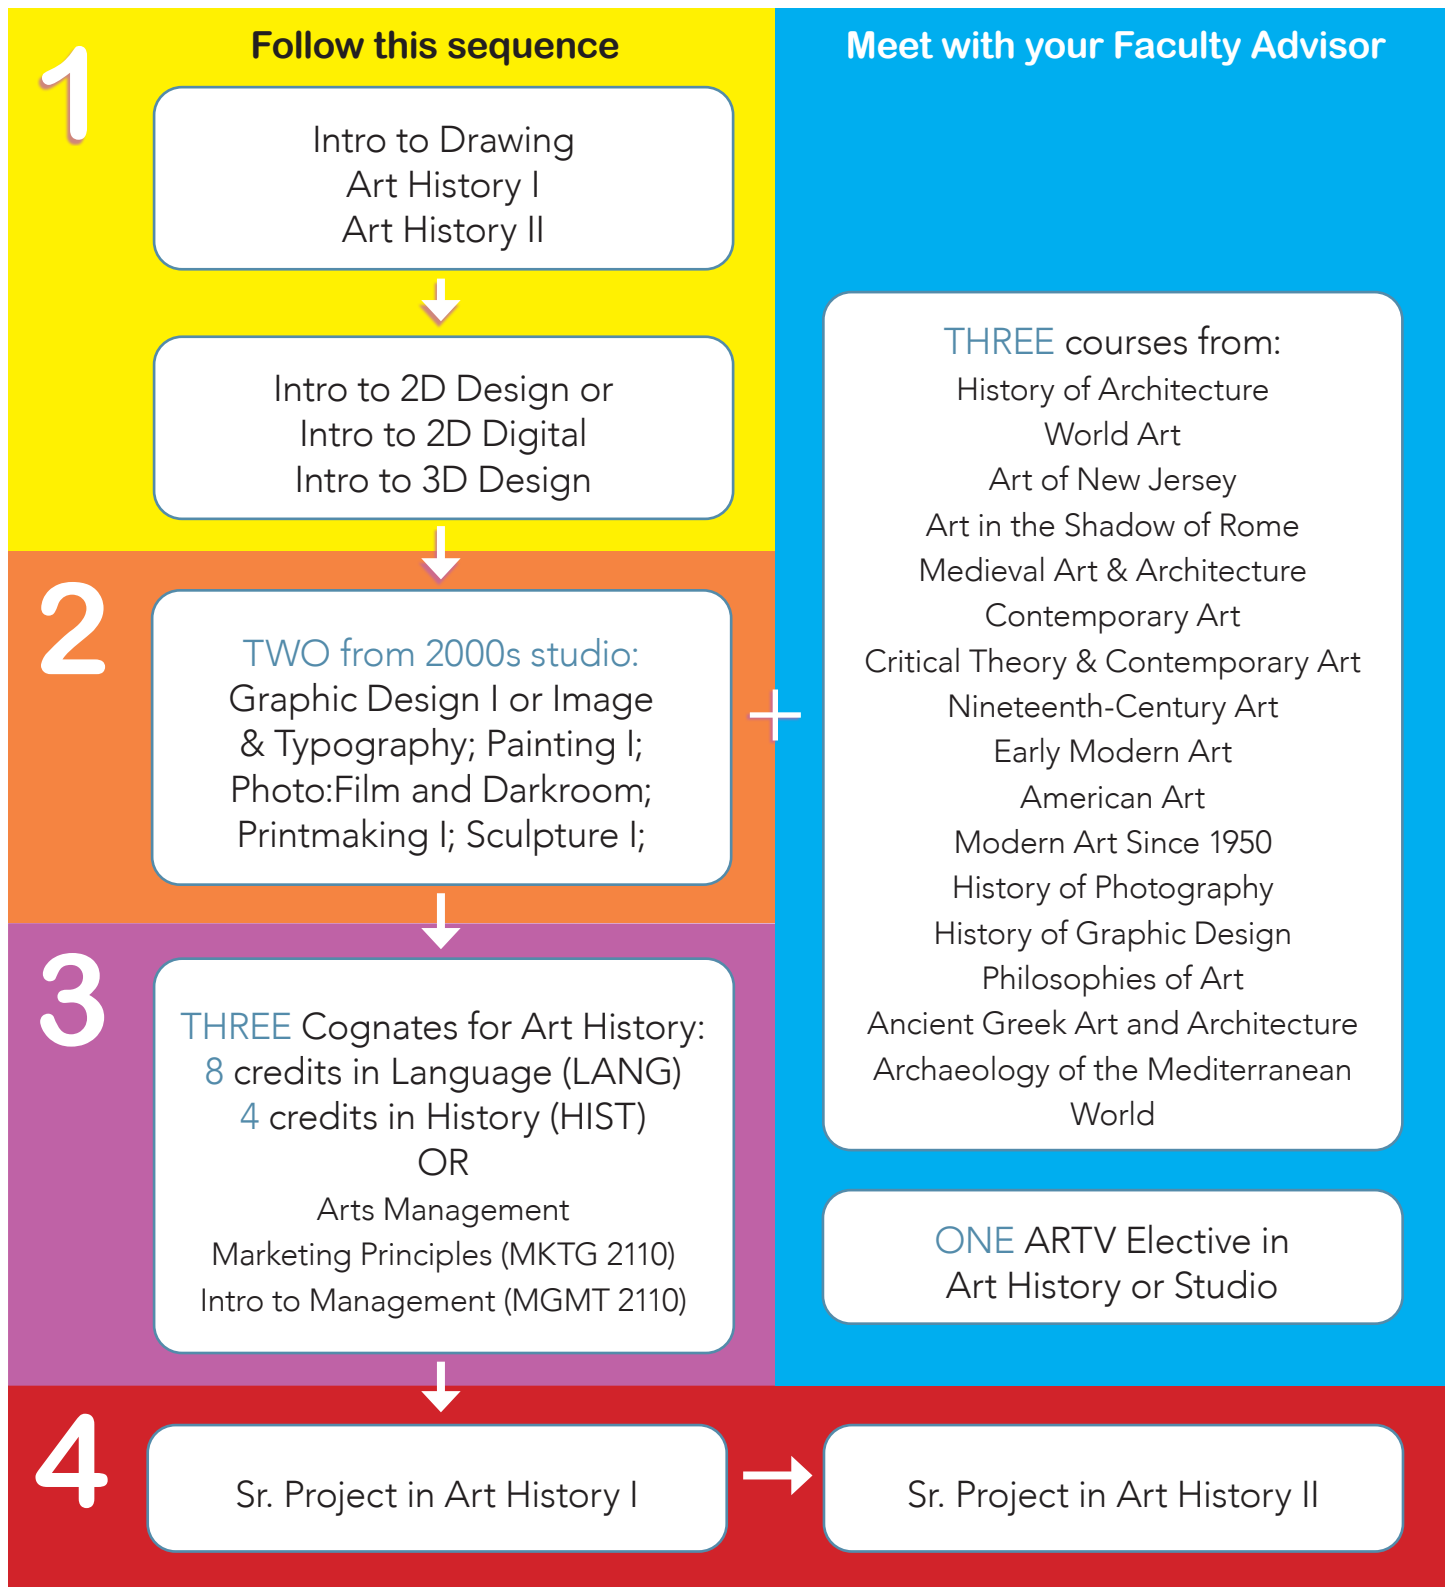 1
Follow this sequence
Intro to Drawing
Art History I
Art History II
Intro to 2D Design or
Intro to 2D Digital
Intro to 3D Design
2
TWO from 2000s studio:
Graphic Design I or Image
& Typography; Painting I;
Photo:Film and Darkroom;
Printmaking I; Sculpture I;
3
THREE Cognates for Art History:
8 credits in Language (LANG)
4 credits in History (HIST)
OR
Arts Management
Marketing Principles (MKTG 2110)
Intro to Management (MGMT 2110)
Meet with your Faculty Advisor
THREE courses from:
History of Architecture
World Art
Art of New Jersey
Art in the Shadow of Rome
Medieval Art & Architecture
Contemporary Art
Critical Theory & Contemporary Art
Nineteenth-Century Art
Early Modern Art
American Art
Modern Art Since 1950
History of Photography
History of Graphic Design
Philosophies of Art
Ancient Greek Art and Architecture
Archaeology of the Mediterranean
World
ONE ARTV Elective in
Art History or Studio
4
Sr. Project in Art History I
Sr. Project in Art History II